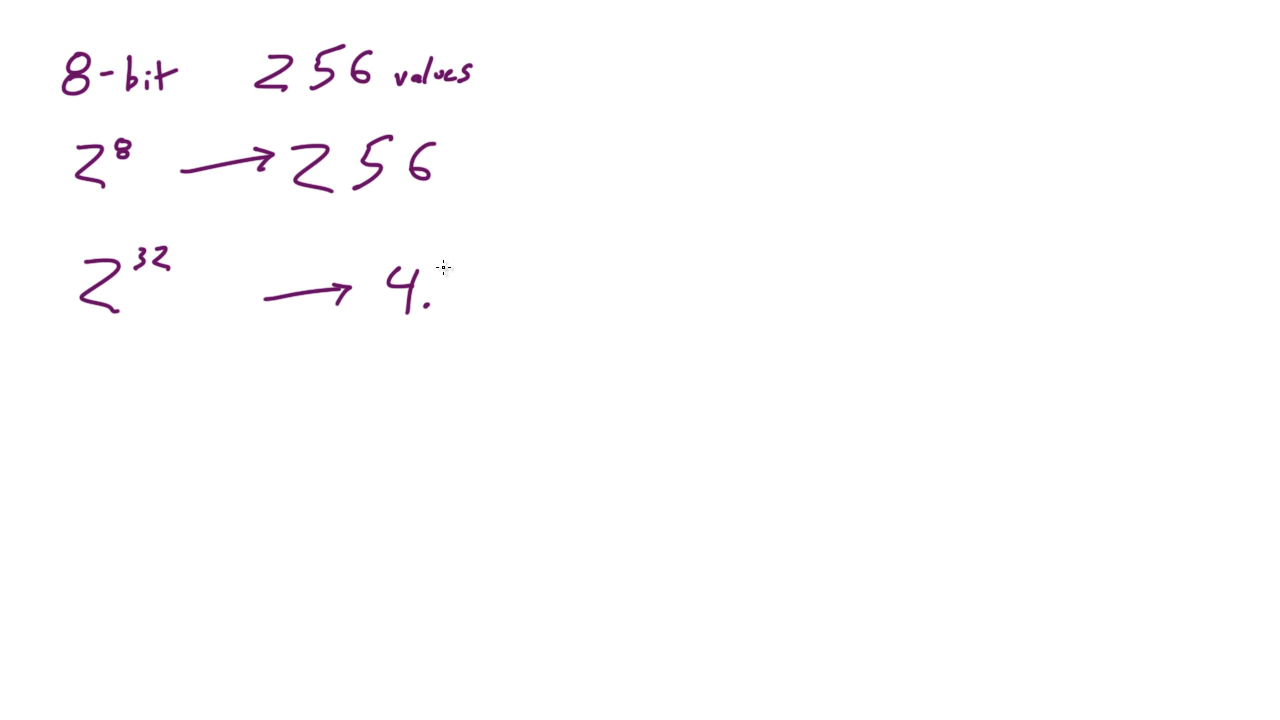 8-bit 256 values
2⁸ → 256
2³² → 4.